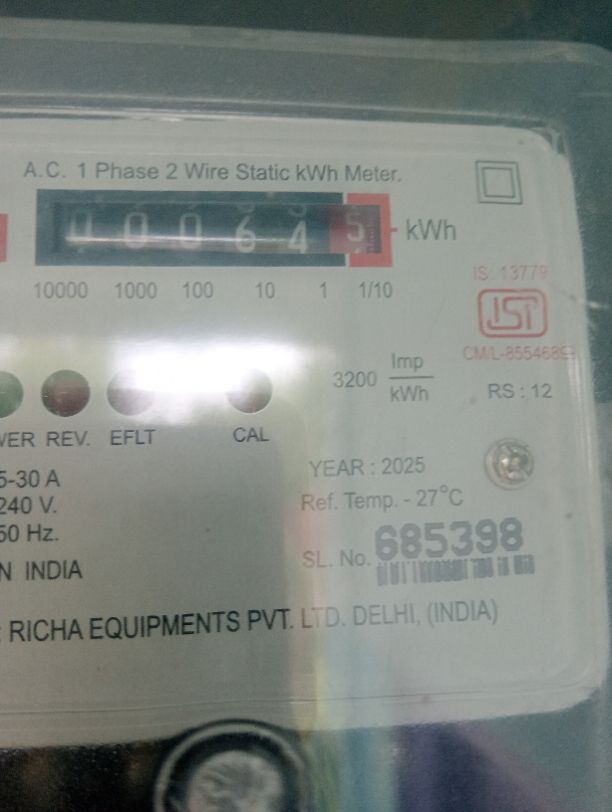 A.C. 1 Phase 2 Wire Static kWh Meter.
0 0 0 6 4 5 kWh
10000 1000 100 10 1 1/10
IS: 13779
ISI
CM/L-855468
3200 Imp/kWh
RS : 12
WER REV. EFLT CAL
5-30 A
240 V.
50 Hz.
N INDIA
YEAR : 2025
Ref. Temp. - 27°C
SL. No. 685398
: RICHA EQUIPMENTS PVT. LTD. DELHI, (INDIA)